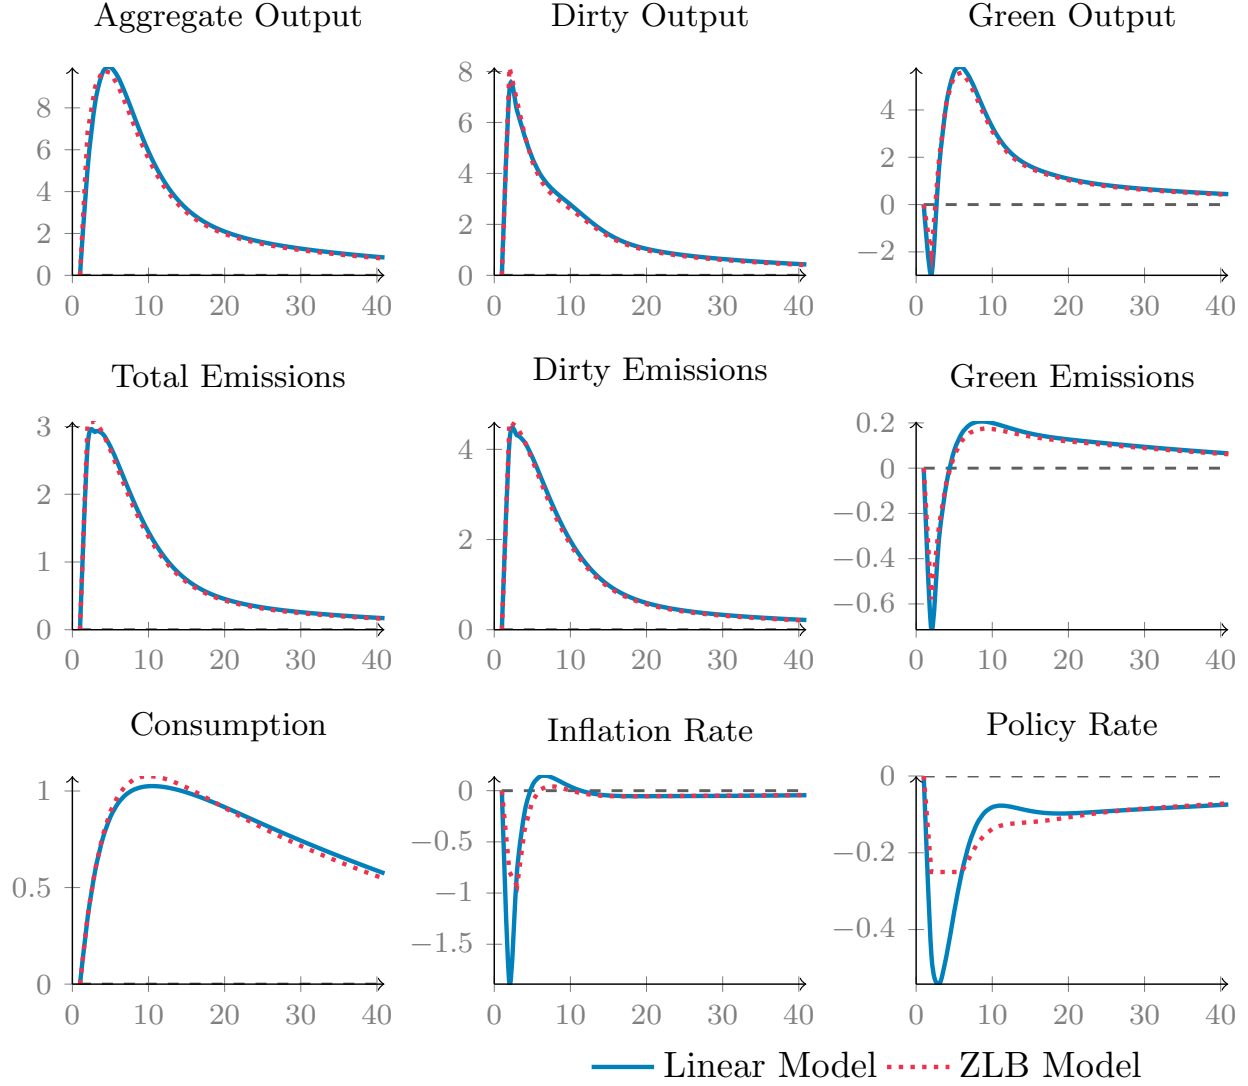 Aggregate Output
Dirty Output
Green Output
8
6
4
2
0
0 10 20 30 40
8
6
4
2
0
0 10 20 30 40
4
2
0
−2
0 10 20 30 40
Total Emissions
Dirty Emissions
Green Emissions
3
2
1
0
0 10 20 30 40
4
2
0
0 10 20 30 40
0.2
0
−0.2
−0.4
−0.6
0 10 20 30 40
Consumption
Inflation Rate
Policy Rate
1
0.5
0
0 10 20 30 40
0
−0.5
−1
−1.5
0 10 20 30 40
0
−0.2
−0.4
0 10 20 30 40
Linear Model ZLB Model